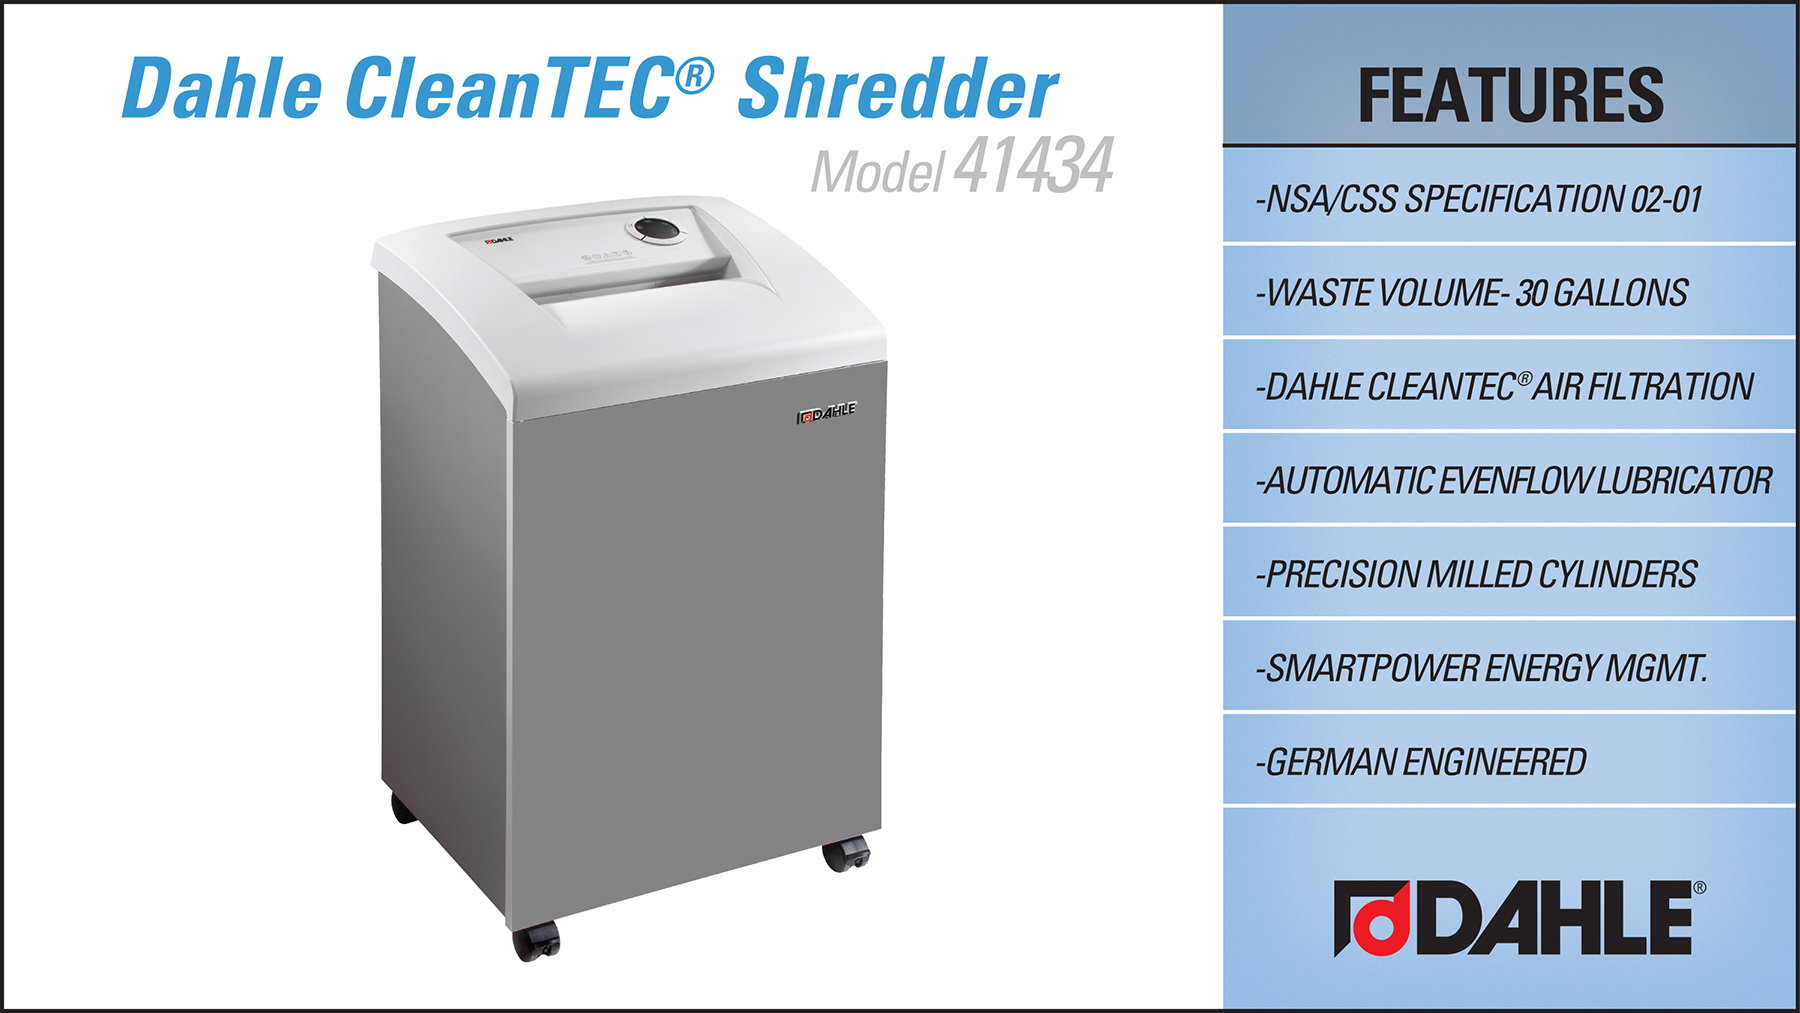 Dahle CleanTEC® Shredder
Model 41434
DAHLE
DAHLE
FEATURES
-NSA/CSS SPECIFICATION 02-01
-WASTE VOLUME- 30 GALLONS
-DAHLE CLEANTEC® AIR FILTRATION
-AUTOMATIC EVENFLOW LUBRICATOR
-PRECISION MILLED CYLINDERS
-SMARTPOWER ENERGY MGMT.
-GERMAN ENGINEERED
DAHLE®